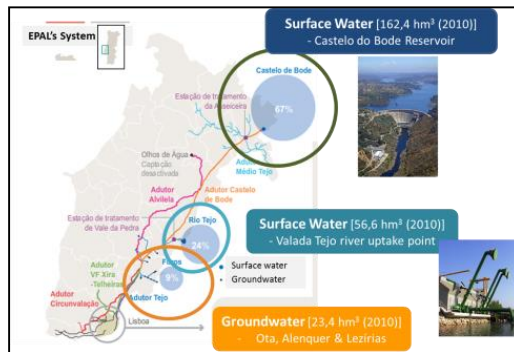 EPAL's System
Surface Water [162,4 hm³ (2010)]
- Castelo do Bode Reservoir
Castelo de Bode
67%
Estação de tratamento
da Asseiceira
Olhos de Água
Captação
desactivada
Adutor
Médio Tejo
Adutor
Alviela
Adutor Castelo
de Bode
Estação de tratamento
de Vale da Pedra
Rio Tejo
24%
Surface Water [56,6 hm³ (2010)]
- Valada Tejo river uptake point
Surface water
Groundwater
9%
Adutor
VF Xira
-Telheiras
Adutor Tejo
Adutor
Circunvalação
Lisboa
Groundwater [23,4 hm³ (2010)]
- Ota, Alenquer & Lezírias